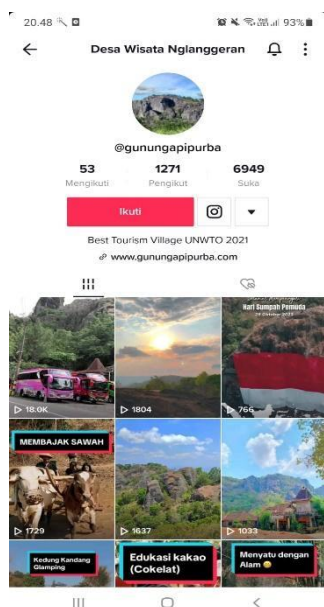 20.48
93%
Desa Wisata Nglanggeran
@gunungapipurba
53 1271 6949
Mengikuti Pengikut Suka
Ikuti
Best Tourism Village UNWTO 2021
www.gunungapipurba.com
Hari Sumpah Pemuda
18.0K 1804 766
MEMBAJAK SAWAH
1729 1637 1033
Kedung Kandang
Glamping
Edukasi kakao
(Cokelat)
Menyatu dengan
Alam